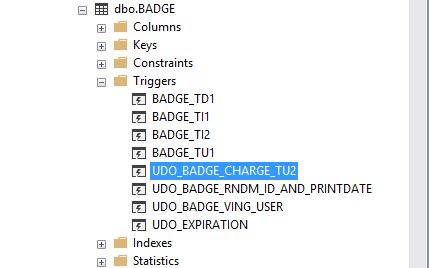 dbo.BADGE
Columns
Keys
Constraints
Triggers
BADGE_TD1
BADGE_TI1
BADGE_TI2
BADGE_TU1
UDO_BADGE_CHARGE_TU2
UDO_BADGE_RNDM_ID_AND_PRINTDATE
UDO_BADGE_VING_USER
UDO_EXPIRATION
Indexes
Statistics